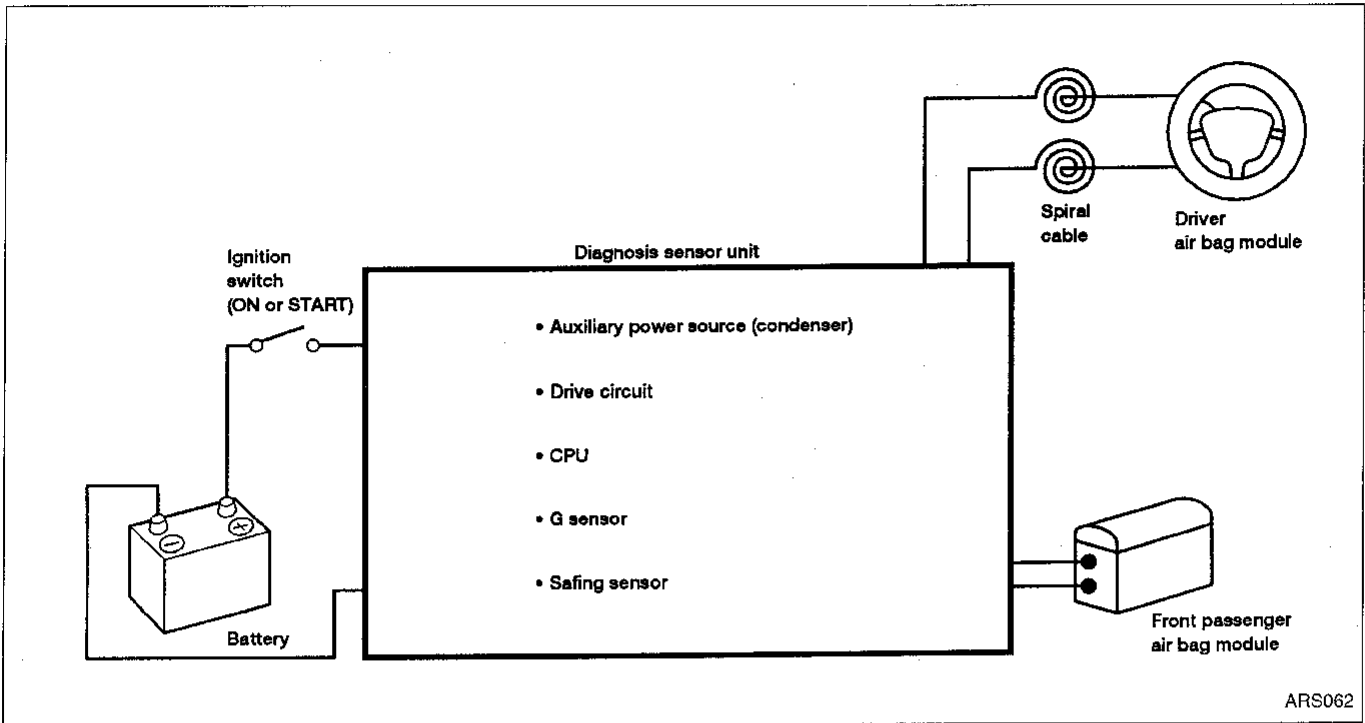 Spiral
cable
Driver
air bag module
Diagnosis sensor unit
Ignition
switch
(ON or START)
• Auxiliary power source (condenser)
• Drive circuit
• CPU
• G sensor
• Safing sensor
− +
Battery
Front passenger
air bag module
ARS062